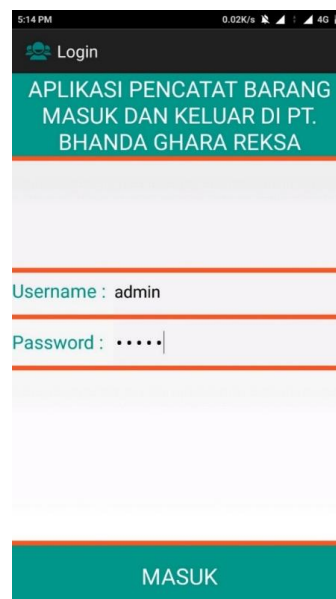 5:14 PM 0.02K/s 4G
Login
APLIKASI PENCATAT BARANG
MASUK DAN KELUAR DI PT.
BHANDA GHARA REKSA
Username : admin
Password : •••••
MASUK